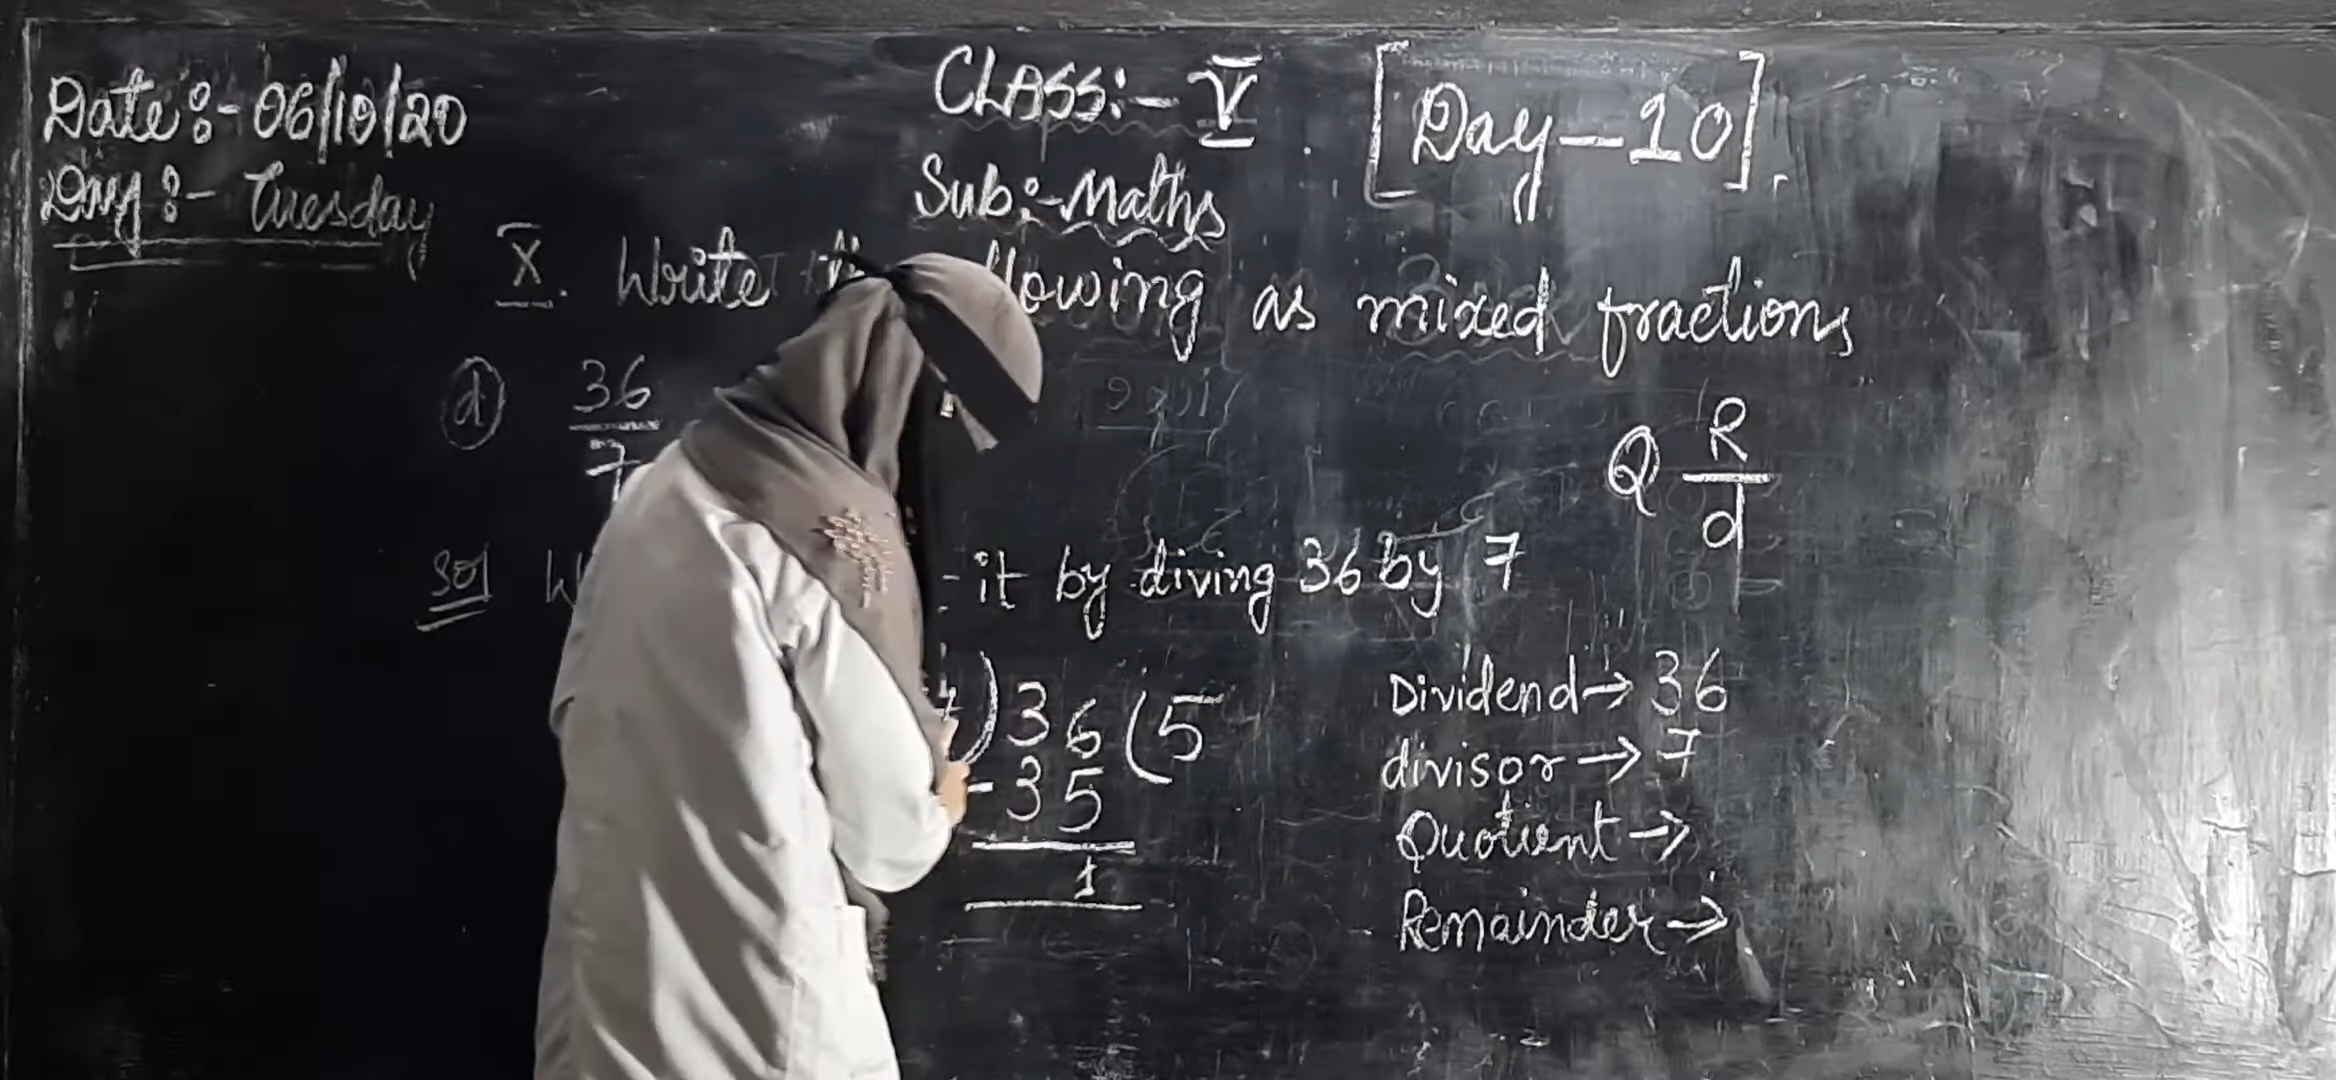 Date:- 06/10/20
Day:- Tuesday
CLASS:- V
[Day-10].
Sub:-Maths
X. Write llowing as mixed fractions
d) 36/7
Q R/d
Sol it by diving 36 by 7
)36(5
-35
1
Dividend→ 36
divisor→ 7
Quotient→
Remainder→